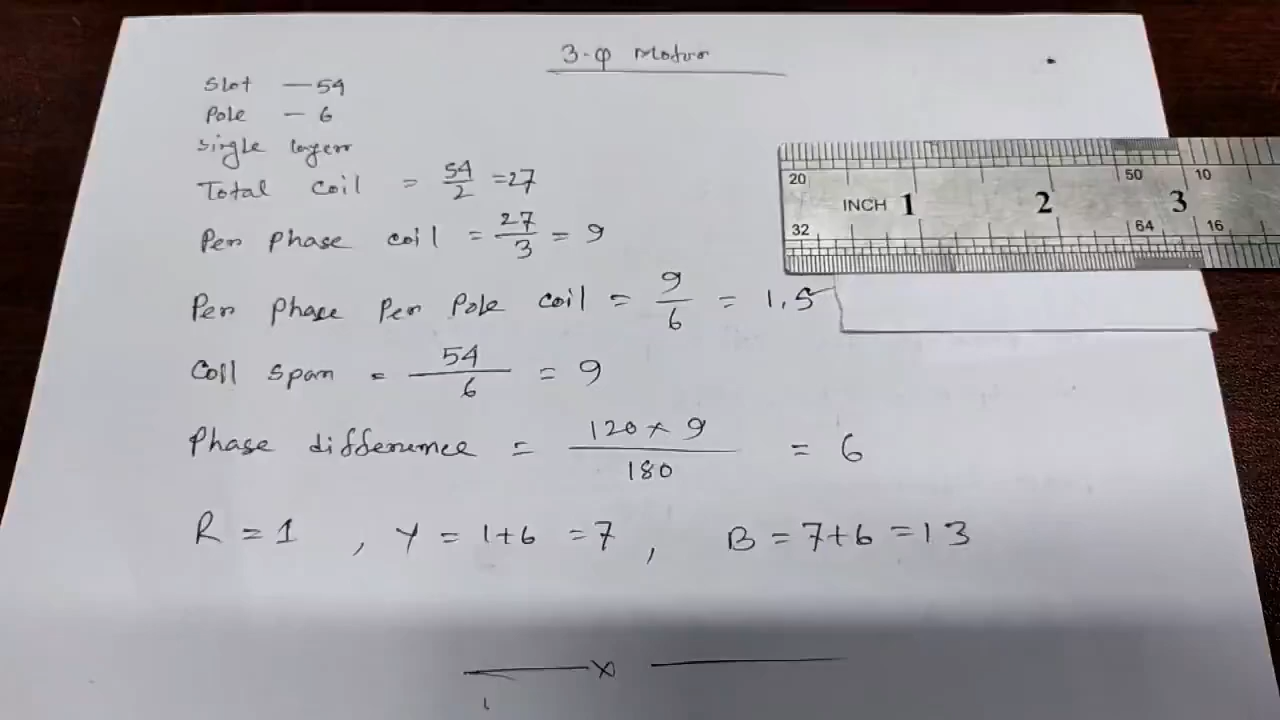 3-φ Motor
Slot — 54
Pole — 6
Single layer
Total coil = 54/2 = 27
Per phase coil = 27/3 = 9
Per phase Per Pole coil = 9/6 = 1.5
Coil span = 54/6 = 9
Phase difference = 120 × 9/180 = 6
R = 1 , Y = 1+6 = 7 , B = 7+6 = 13
20 50 10
INCH 1 2 3
32 64 16